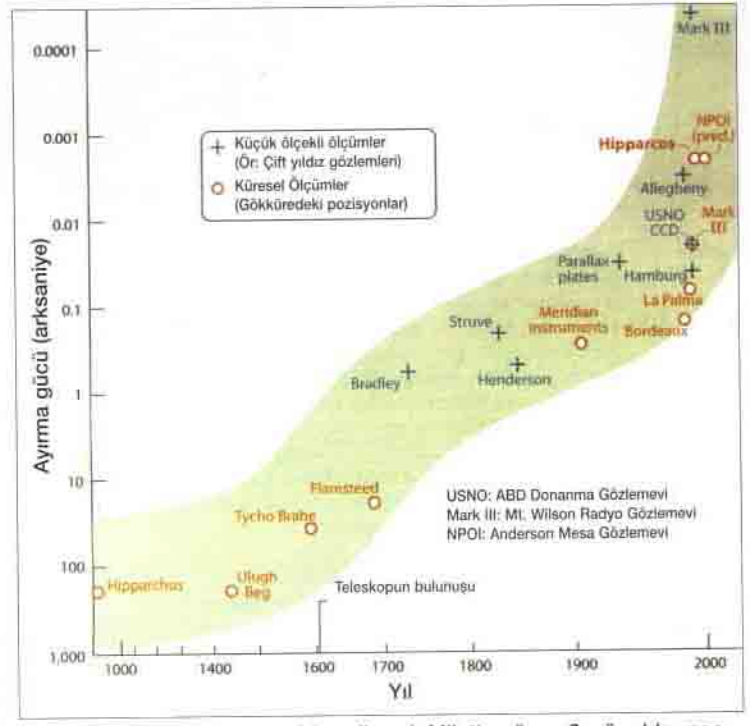 0.0001
0.001
0.01
0.1
1
10
100
1,000
Ayırma gücü (arksaniye)
Küçük ölçekli ölçümler
(Ör: Çift yıldız gözlemleri)
Küresel Ölçümler
(Gökküredeki pozisyonlar)
Mark III
NPOI
(pred.)
Hipparcos
Allegheny
USNO
CCD
Mark
III
Parallax
plates
Hamburg
La Palma
Meridian
instruments
Bordeaux
Struve
Bradley
Henderson
Flamsteed
Tycho Brahe
USNO: ABD Donanma Gözlemevi
Mark III: Mt. Wilson Radyo Gözlemevi
NPOI: Anderson Mesa Gözlemevi
Hipparchus
Ulugh
Beg
Teleskopun bulunuşu
1000
1400
1600
1700
1800
1900
2000
Yıl